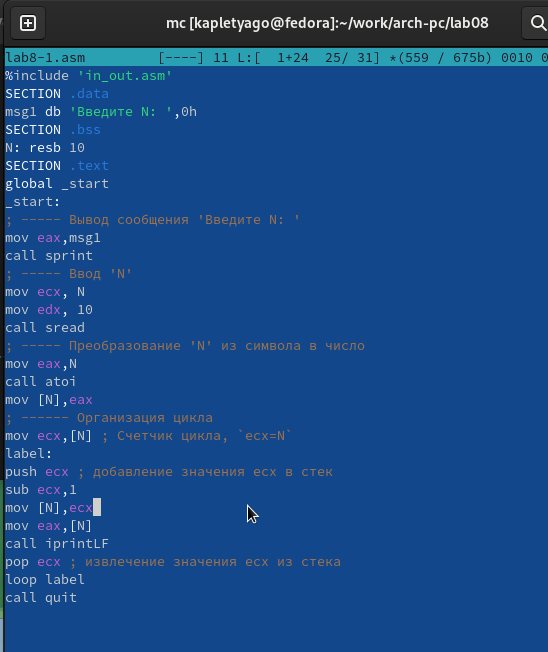 mc [kapletyago@fedora]:~/work/arch-pc/lab08
lab8-1.asm [----] 11 L:[ 1+24 25/ 31] *(559 / 675b) 0010 0
%include 'in_out.asm'
SECTION .data
msg1 db 'Введите N: ',0h
SECTION .bss
N: resb 10
SECTION .text
global _start
_start:
; ----- Вывод сообщения 'Введите N: '
mov eax,msg1
call sprint
; ----- Ввод 'N'
mov ecx, N
mov edx, 10
call sread
; ----- Преобразование 'N' из символа в число
mov eax,N
call atoi
mov [N],eax
; ------ Организация цикла
mov ecx,[N] ; Счетчик цикла, `ecx=N`
label:
push ecx ; добавление значения ecx в стек
sub ecx,1
mov [N],ecx
mov eax,[N]
call iprintLF
pop ecx ; извлечение значения ecx из стека
loop label
call quit